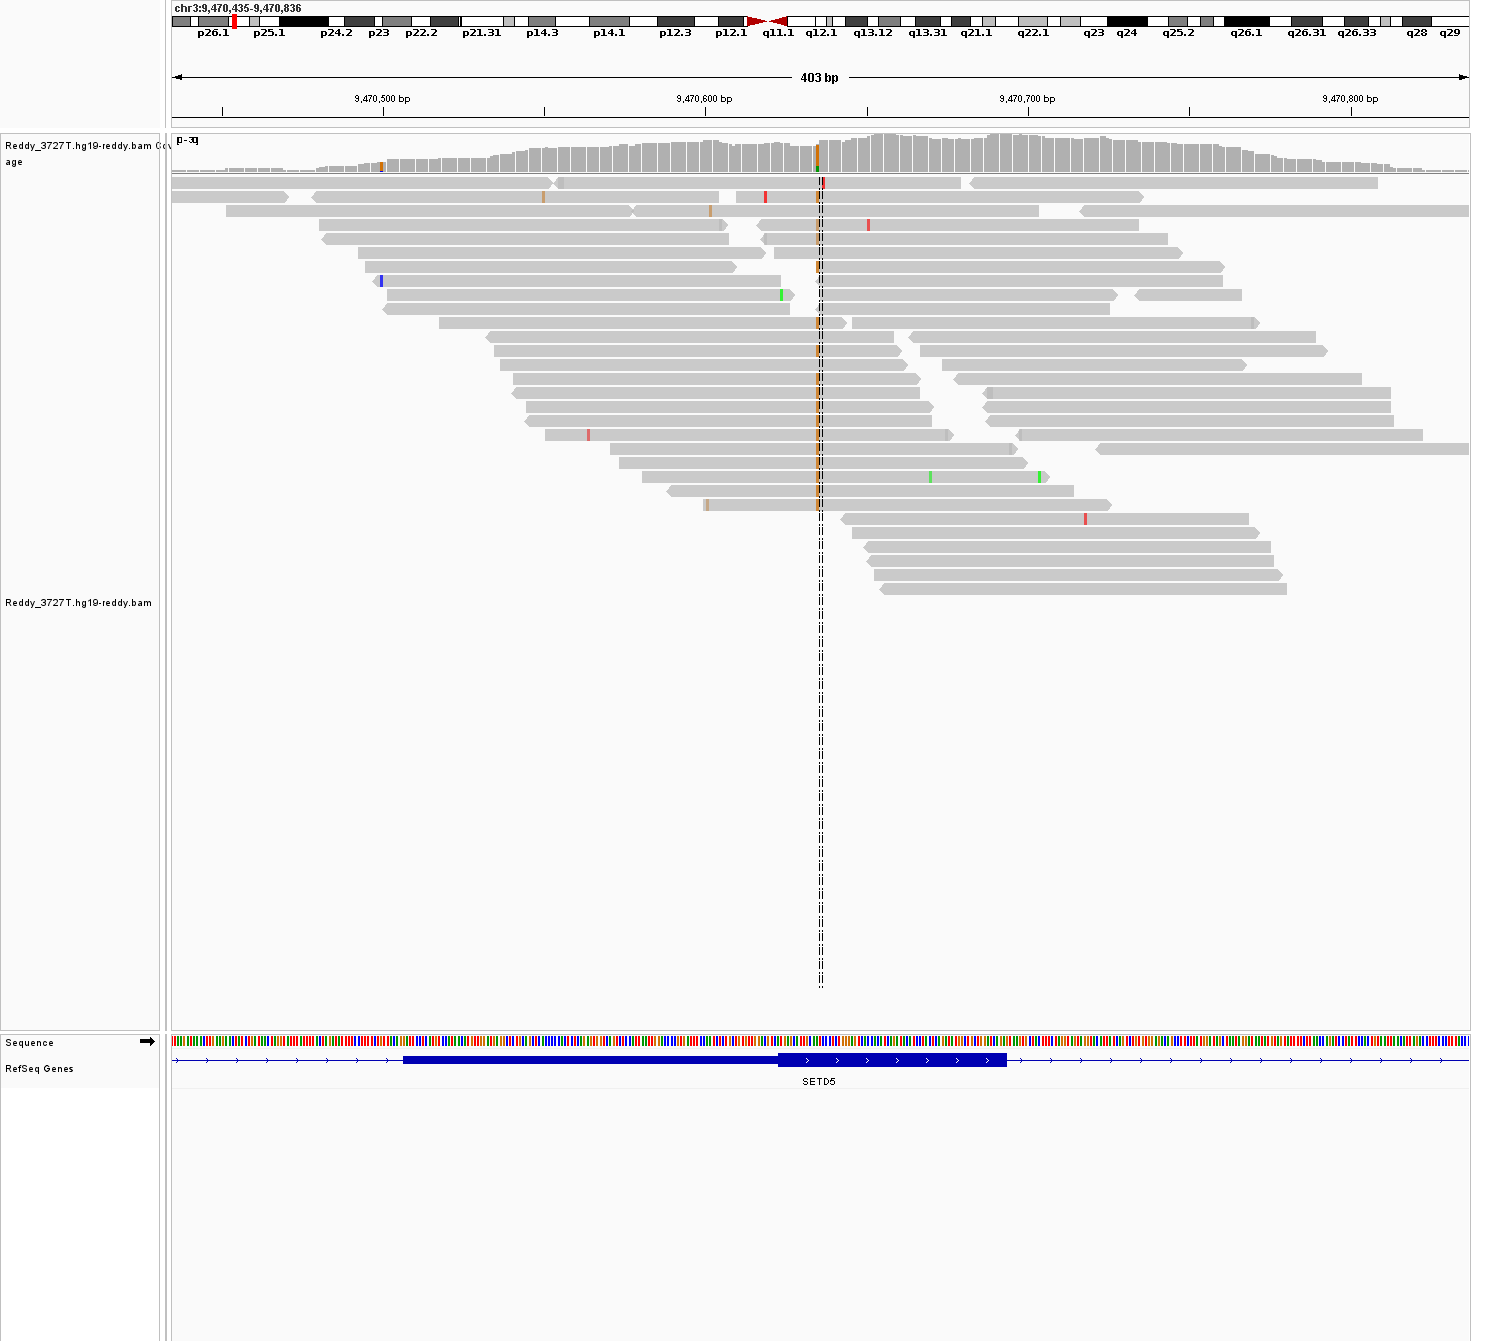 chr3:9,470,435-9,470,836
p26.1 p25.1 p24.2 p23 p22.2 p21.31 p14.3 p14.1 p12.3 p12.1 q11.1 q12.1 q13.12 q13.31 q21.1 q22.1 q23 q24 q25.2 q26.1 q26.31 q26.33 q28 q29
403 bp
9,470,500 bp 9,470,600 bp 9,470,700 bp 9,470,800 bp
Reddy_3727T.hg19-reddy.bam Cov
age
Reddy_3727T.hg19-reddy.bam
Sequence
RefSeq Genes
SETD5